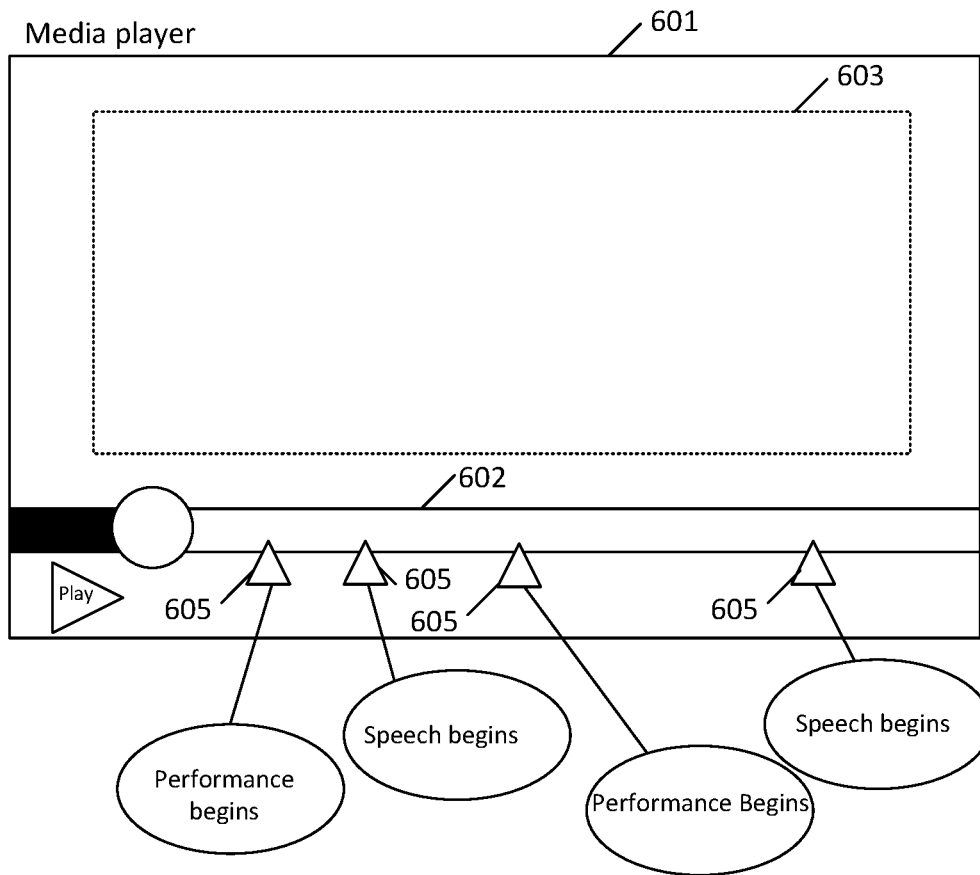 Media player
601
603
602
Play
605
605
605
605
Performance
begins
Speech begins
Performance Begins
Speech begins